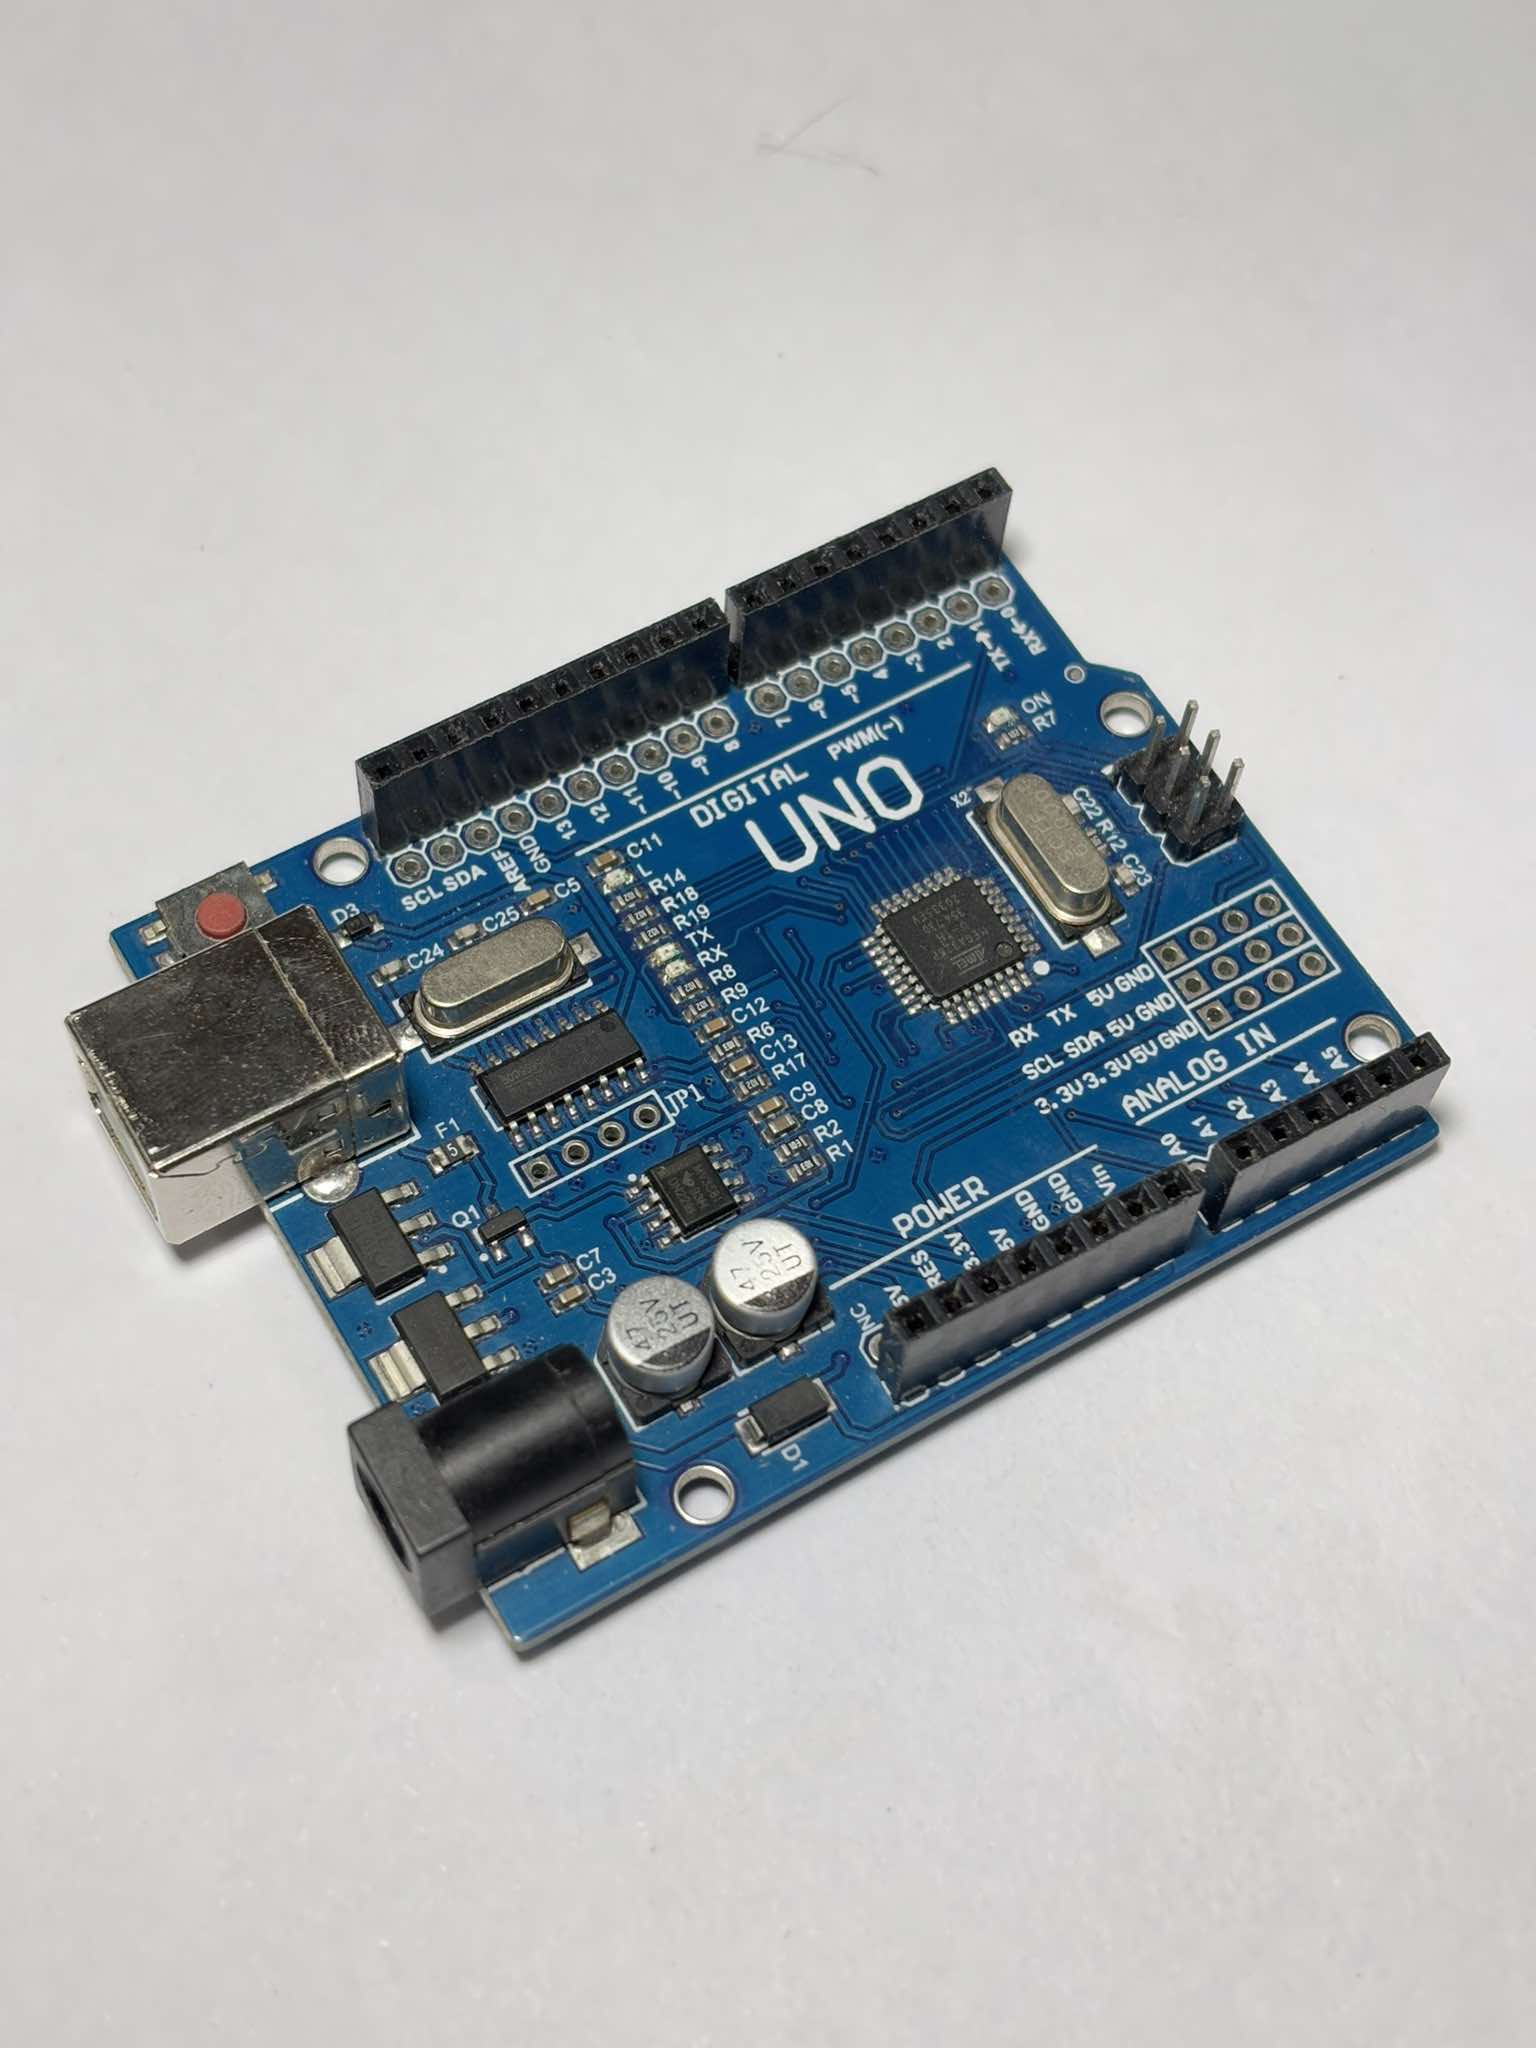 RX←0
TX→1
2
~3
4
~5
~6
7
8
~9
~10
~11
12
13
GND
AREF
SCL SDA
DIGITAL PWM(~)
UNO
ON
R7
X2
C22
R12
C23
C11
L
R14
R18
R19
TX
RX
R8
R9
C12
R6
C13
R17
C9
C8
R2
R1
C5
C25
C24
D3
JP1
F1
5
Q1
C7
C3
47
25V
UT
47
25V
UT
D1
RX TX 5V GND
SCL SDA 5V GND
3.3V 3.3V 5V GND
ANALOG IN
A0
A1
A2
A3
A4
A5
POWER
NC
5V
RES
3.3V
5V
GND
GND
Vin
ATMEL